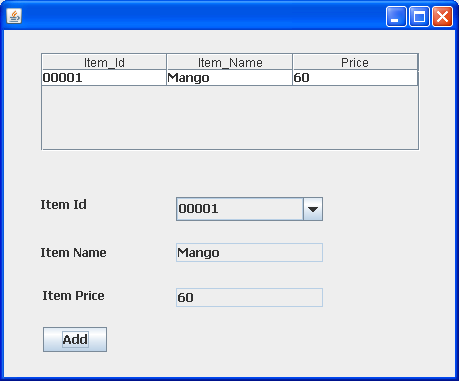 Item_Id Item_Name Price
00001 Mango 60
Item Id 00001
Item Name Mango
Item Price 60
Add